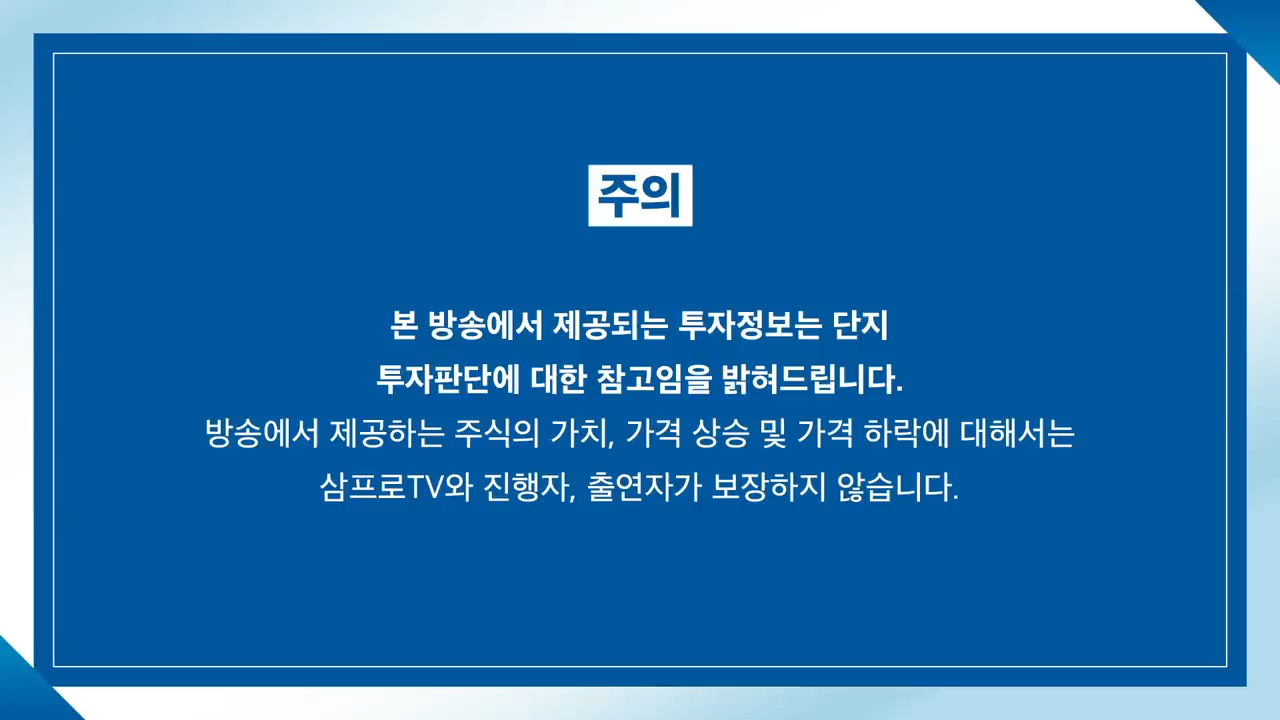 주의
본 방송에서 제공되는 투자정보는 단지
투자판단에 대한 참고임을 밝혀드립니다.
방송에서 제공하는 주식의 가치, 가격 상승 및 가격 하락에 대해서는
삼프로TV와 진행자, 출연자가 보장하지 않습니다.